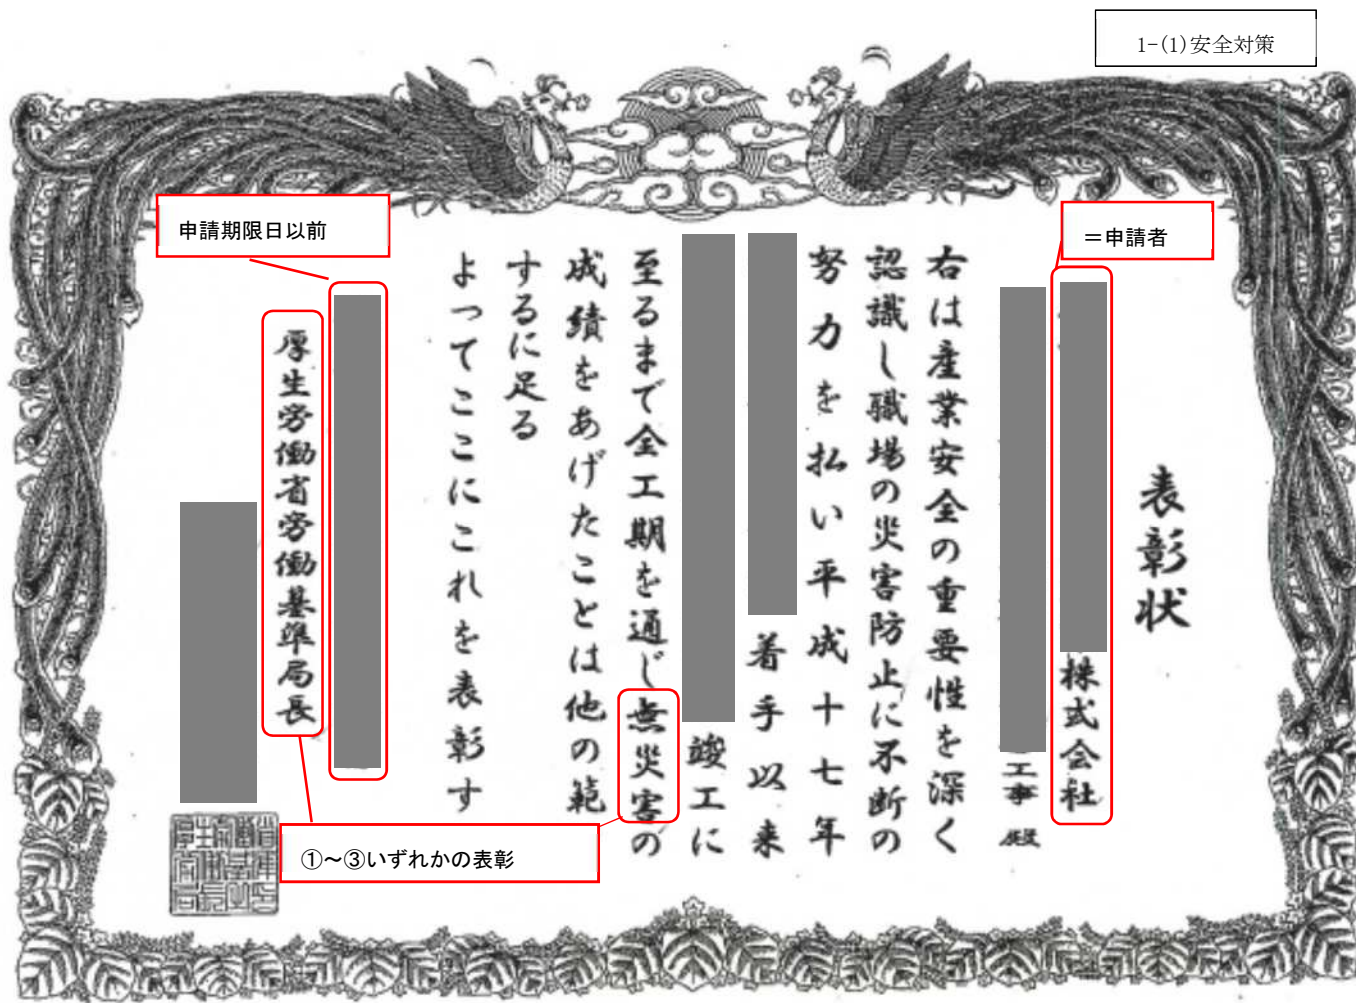 1-(1)安全対策
申請期限日以前
＝申請者
表彰状
株式会社
工事 殿
右は産業安全の重要性を深く
認識し職場の災害防止に不断の
努力を払い平成十七年
着手以来
竣工に
至るまで全工期を通じ無災害の
成績をあげたことは他の範
するに足る
よってここにこれを表彰す
厚生労働省労働基準局長
①～③いずれかの表彰